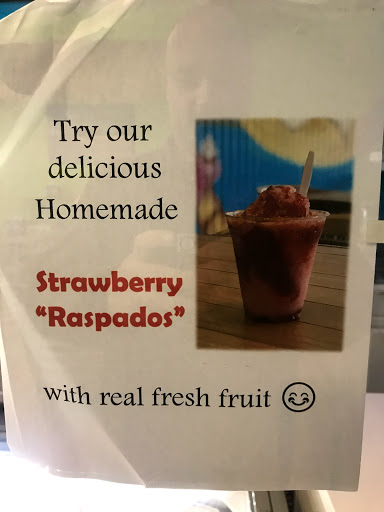 Try our
delicious
Homemade
Strawberry
“Raspados”
with real fresh fruit 😊